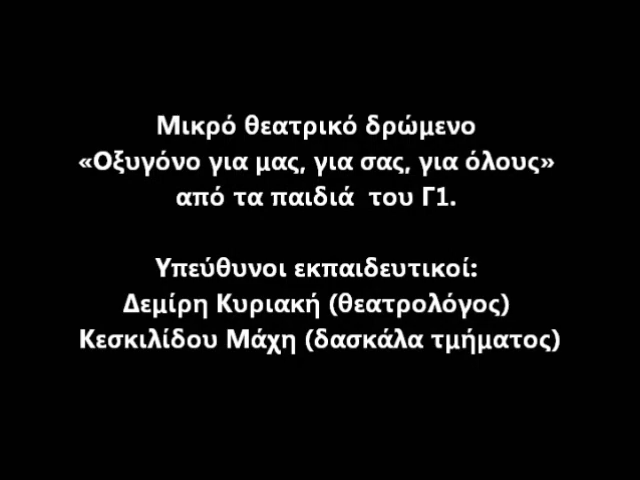 Μικρό θεατρικό δρώμενο
«Οξυγόνο για μας, για σας, για όλους»
από τα παιδιά του Γ1.
Υπεύθυνοι εκπαιδευτικοί:
Δεμίρη Κυριακή (θεατρολόγος)
Κεσκιλίδου Μάχη (δασκάλα τμήματος)